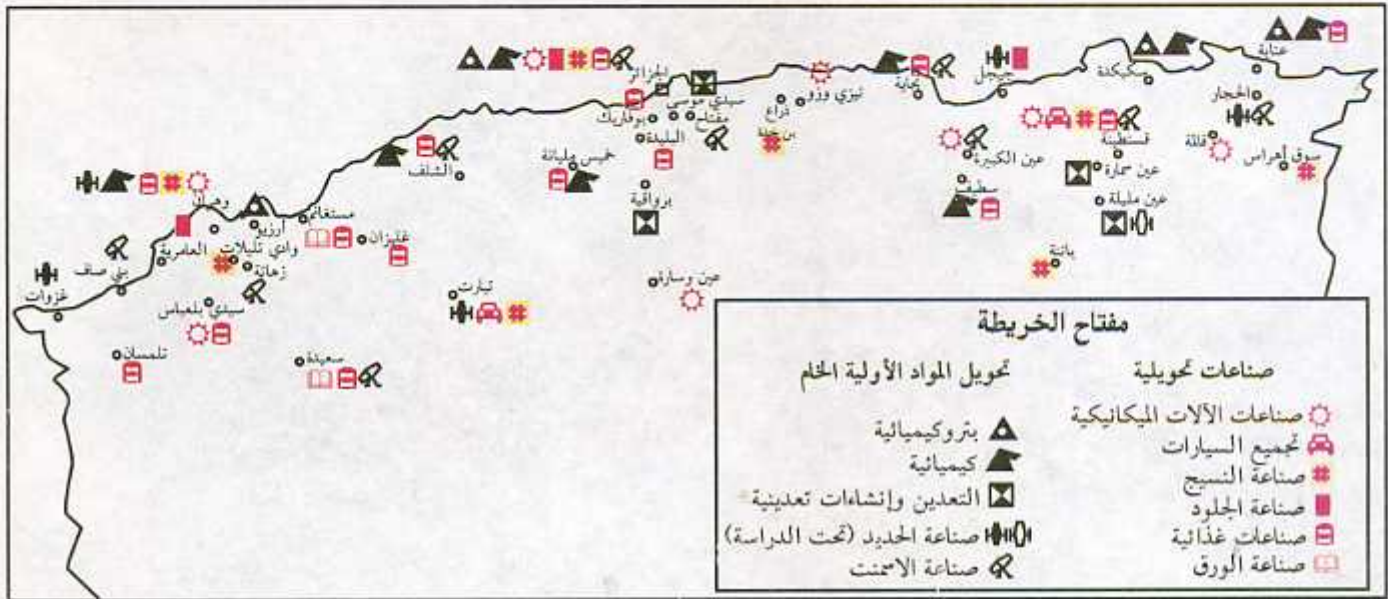 عنابة
الجزائر
جيجل
سكيكدة
الحجار
سيدي موسى
تيزي وزو
بجاية
ذراع
بن خدة
بوفاريك
مفتاح
قسنطينة
قالمة
البليدة
سوق أهراس
الشلف
خميس مليانة
عين الكبيرة
عين سمارة
سطيف
برواقية
عين مليلة
وهران
مستغانم
أرزيو
غليزان
وادي تليلات
العامرية
زهانة
باتنة
بني صاف
عين وسارة
تيارت
غزوات
سيدي بلعباس
تلمسان
سعيدة
مفتاح الخريطة
صناعات تحويلية
صناعات الآلات الميكانيكية
تجميع السيارات
صناعة النسيج
صناعة الجلود
صناعات غذائية
صناعة الورق
تحويل المواد الأولية الخام
بتروكيميائية
كيميائية
التعدين وإنشاءات تعدينية
صناعة الحديد (تحت الدراسة)
صناعة الاسمنت